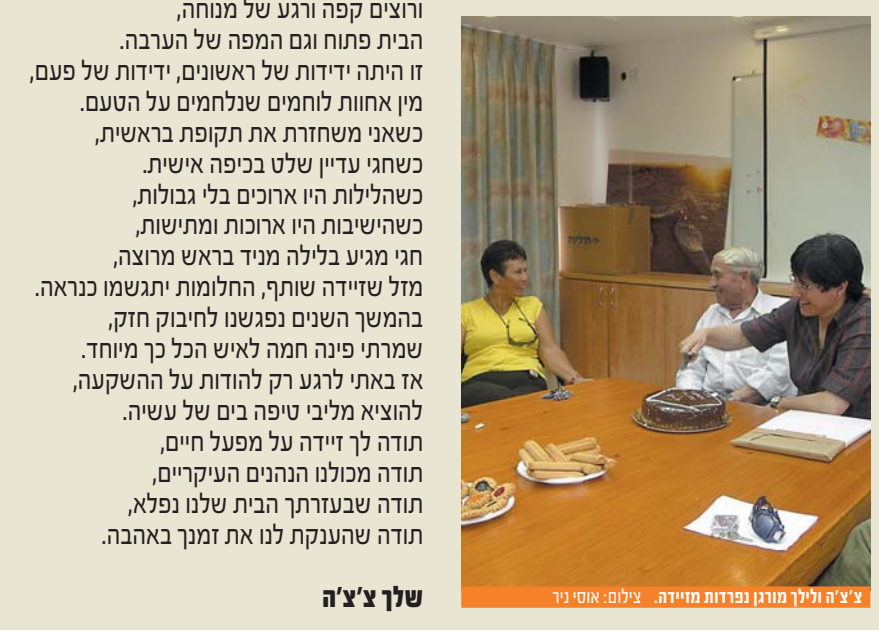 ורוצים קפה ורגע של מנוחה,
הבית פתוח וגם המפה של הערבה.
זו היתה ידידות של ראשונים, ידידות של פעם,
מין אחוות לוחמים שנלחמים על הטעם.
כשאני משחזרת את תקופת בראשית,
כשחגי עדיין שלט בכיפה אישית.
כשהלילות היו ארוכים בלי גבולות,
כשהישיבות היו ארוכות ומתישות,
חגי מגיע בלילה מניד בראש מרוצה,
מזל שזיידה שותף, החלומות יתגשמו כנראה.
בהמשך השנים נפגשנו לחיבוק חזק,
שמרתי פינה חמה לאיש הכל כך מיוחד.
אז באתי לרגע רק להודות על ההשקעה,
להוציא מליבי טיפה בים של עשיה.
תודה לך זיידה על מפעל חיים,
תודה מכולנו הנהנים העיקריים,
תודה שבעזרתך הבית שלנו נפלא,
תודה שהענקת לנו את זמנך באהבה.
שלך צ'צ'ה
צ'צ'ה ולילך מורגן נפרדות מזיידה. צילום: אוסי ניר